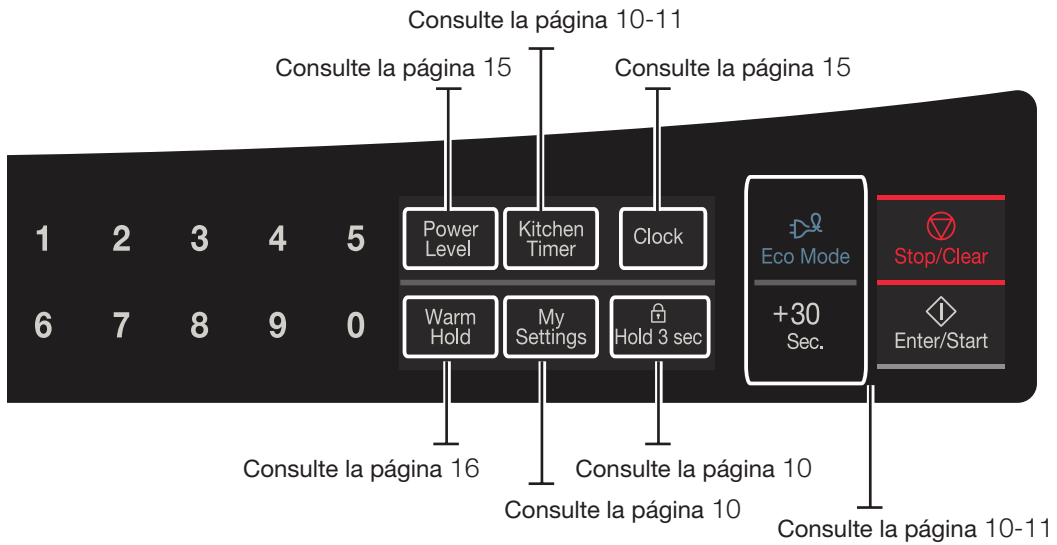 Consulte la página 10-11
Consulte la página 15
Consulte la página 15
1 2 3 4 5
Power
Level
Kitchen
Timer
Clock
Eco Mode
Stop/Clear
6 7 8 9 0
Warm
Hold
My
Settings
Hold 3 sec
+30
Sec.
Enter/Start
Consulte la página 16
Consulte la página 10
Consulte la página 10
Consulte la página 10-11